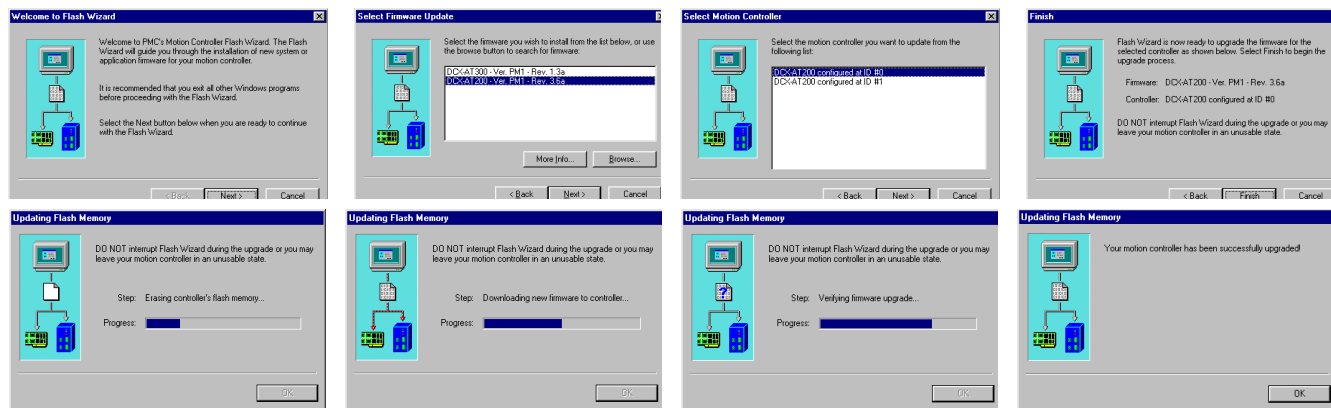 Welcome to Flash Wizard
Welcome to PMC's Motion Controller Flash Wizard. The Flash
Wizard will guide you through the installation of new system or
application firmware for your motion controller.
It is recommended that you exit all other Windows programs
before proceeding with the Flash Wizard.
Select the Next button below when you are ready to continue
with the Flash Wizard.
< Back
Next >
Cancel
Select Firmware Update
Select the firmware you wish to install from the list below, or use
the browse button to search for firmware:
DCX-AT300 - Ver. PM1 - Rev. 1.3a
DCX-AT200 - Ver. PM1 - Rev. 3.6a
More Info...
Browse...
< Back
Next >
Cancel
Select Motion Controller
Select the motion controller you want to update from the
following list:
DCX-AT200 configured at ID #0
DCX-AT200 configured at ID #1
< Back
Next >
Cancel
Finish
Flash Wizard is now ready to upgrade the firmware for the
selected controller as shown below. Select Finish to begin the
upgrade process.
Firmware: DCX-AT200 - Ver. PM1 - Rev. 3.6a
Controller: DCX-AT200 configured at ID #0
DO NOT interrupt Flash Wizard during the upgrade or you may
leave your motion controller in an unusable state.
< Back
Finish
Cancel
Updating Flash Memory
DO NOT interrupt Flash Wizard during the upgrade or you may
leave your motion controller in an unusable state.
Step: Erasing controller's flash memory...
Progress:
OK
Updating Flash Memory
DO NOT interrupt Flash Wizard during the upgrade or you may
leave your motion controller in an unusable state.
Step: Downloading new firmware to controller...
Progress:
OK
Updating Flash Memory
DO NOT interrupt Flash Wizard during the upgrade or you may
leave your motion controller in an unusable state.
Step: Verifying firmware upgrade...
Progress:
OK
Updating Flash Memory
Your motion controller has been successfully upgraded!
OK